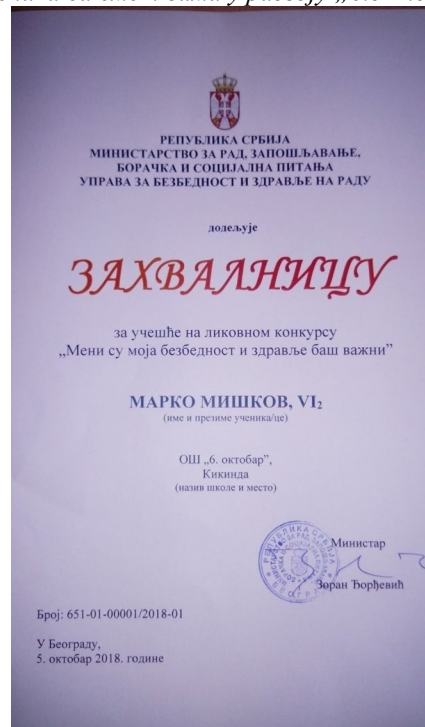 РЕПУБЛИКА СРБИЈА
МИНИСТАРСТВО ЗА РАД, ЗАПОШЉАВАЊЕ,
БОРАЧКА И СОЦИЈАЛНА ПИТАЊА
УПРАВА ЗА БЕЗБЕДНОСТ И ЗДРАВЉЕ НА РАДУ
додељује
ЗАХВАЛНИЦУ
за учешће на ликовном конкурсу
„Мени су моја безбедност и здравље баш важни”
МАРКО МИШКОВ, VI₂
(име и презиме ученика/це)
ОШ „6. октобар”,
Кикинда
(назив школе и место)
Министар
Зоран Ђорђевић
Број: 651-01-00001/2018-01
У Београду,
5. октобар 2018. године